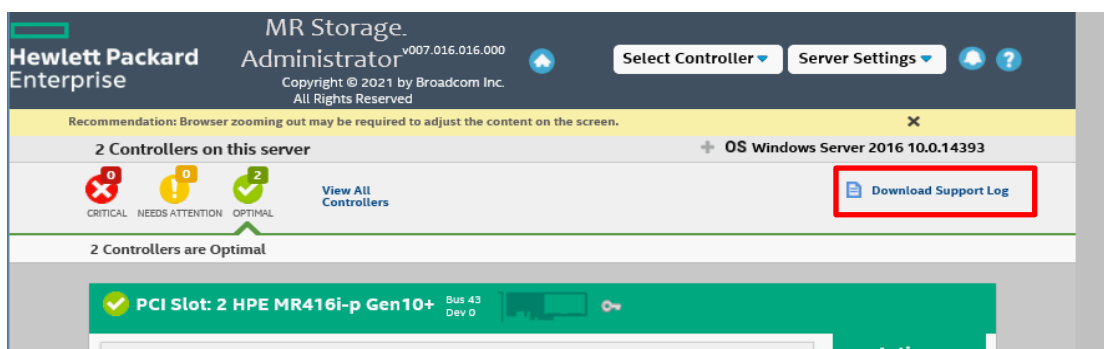 MR Storage.
Hewlett Packard
Enterprise
Administrator v007.016.016.000
Copyright © 2021 by Broadcom Inc.
All Rights Reserved
Select Controller
Server Settings
?
Recommendation: Browser zooming out may be required to adjust the content on the screen.
2 Controllers on this server
OS Windows Server 2016 10.0.14393
0
0
2
CRITICAL
NEEDS ATTENTION
OPTIMAL
View All
Controllers
Download Support Log
2 Controllers are Optimal
PCI Slot: 2 HPE MR416i-p Gen10+
Bus 43
Dev 0